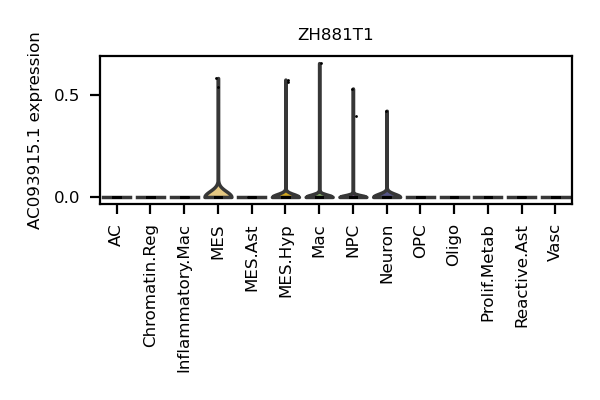 ZH881T1
AC093915.1 expression
0.5
0.0
AC
Chromatin.Reg
Inflammatory.Mac
MES
MES.Ast
MES.Hyp
Mac
NPC
Neuron
OPC
Oligo
Prolif.Metab
Reactive.Ast
Vasc